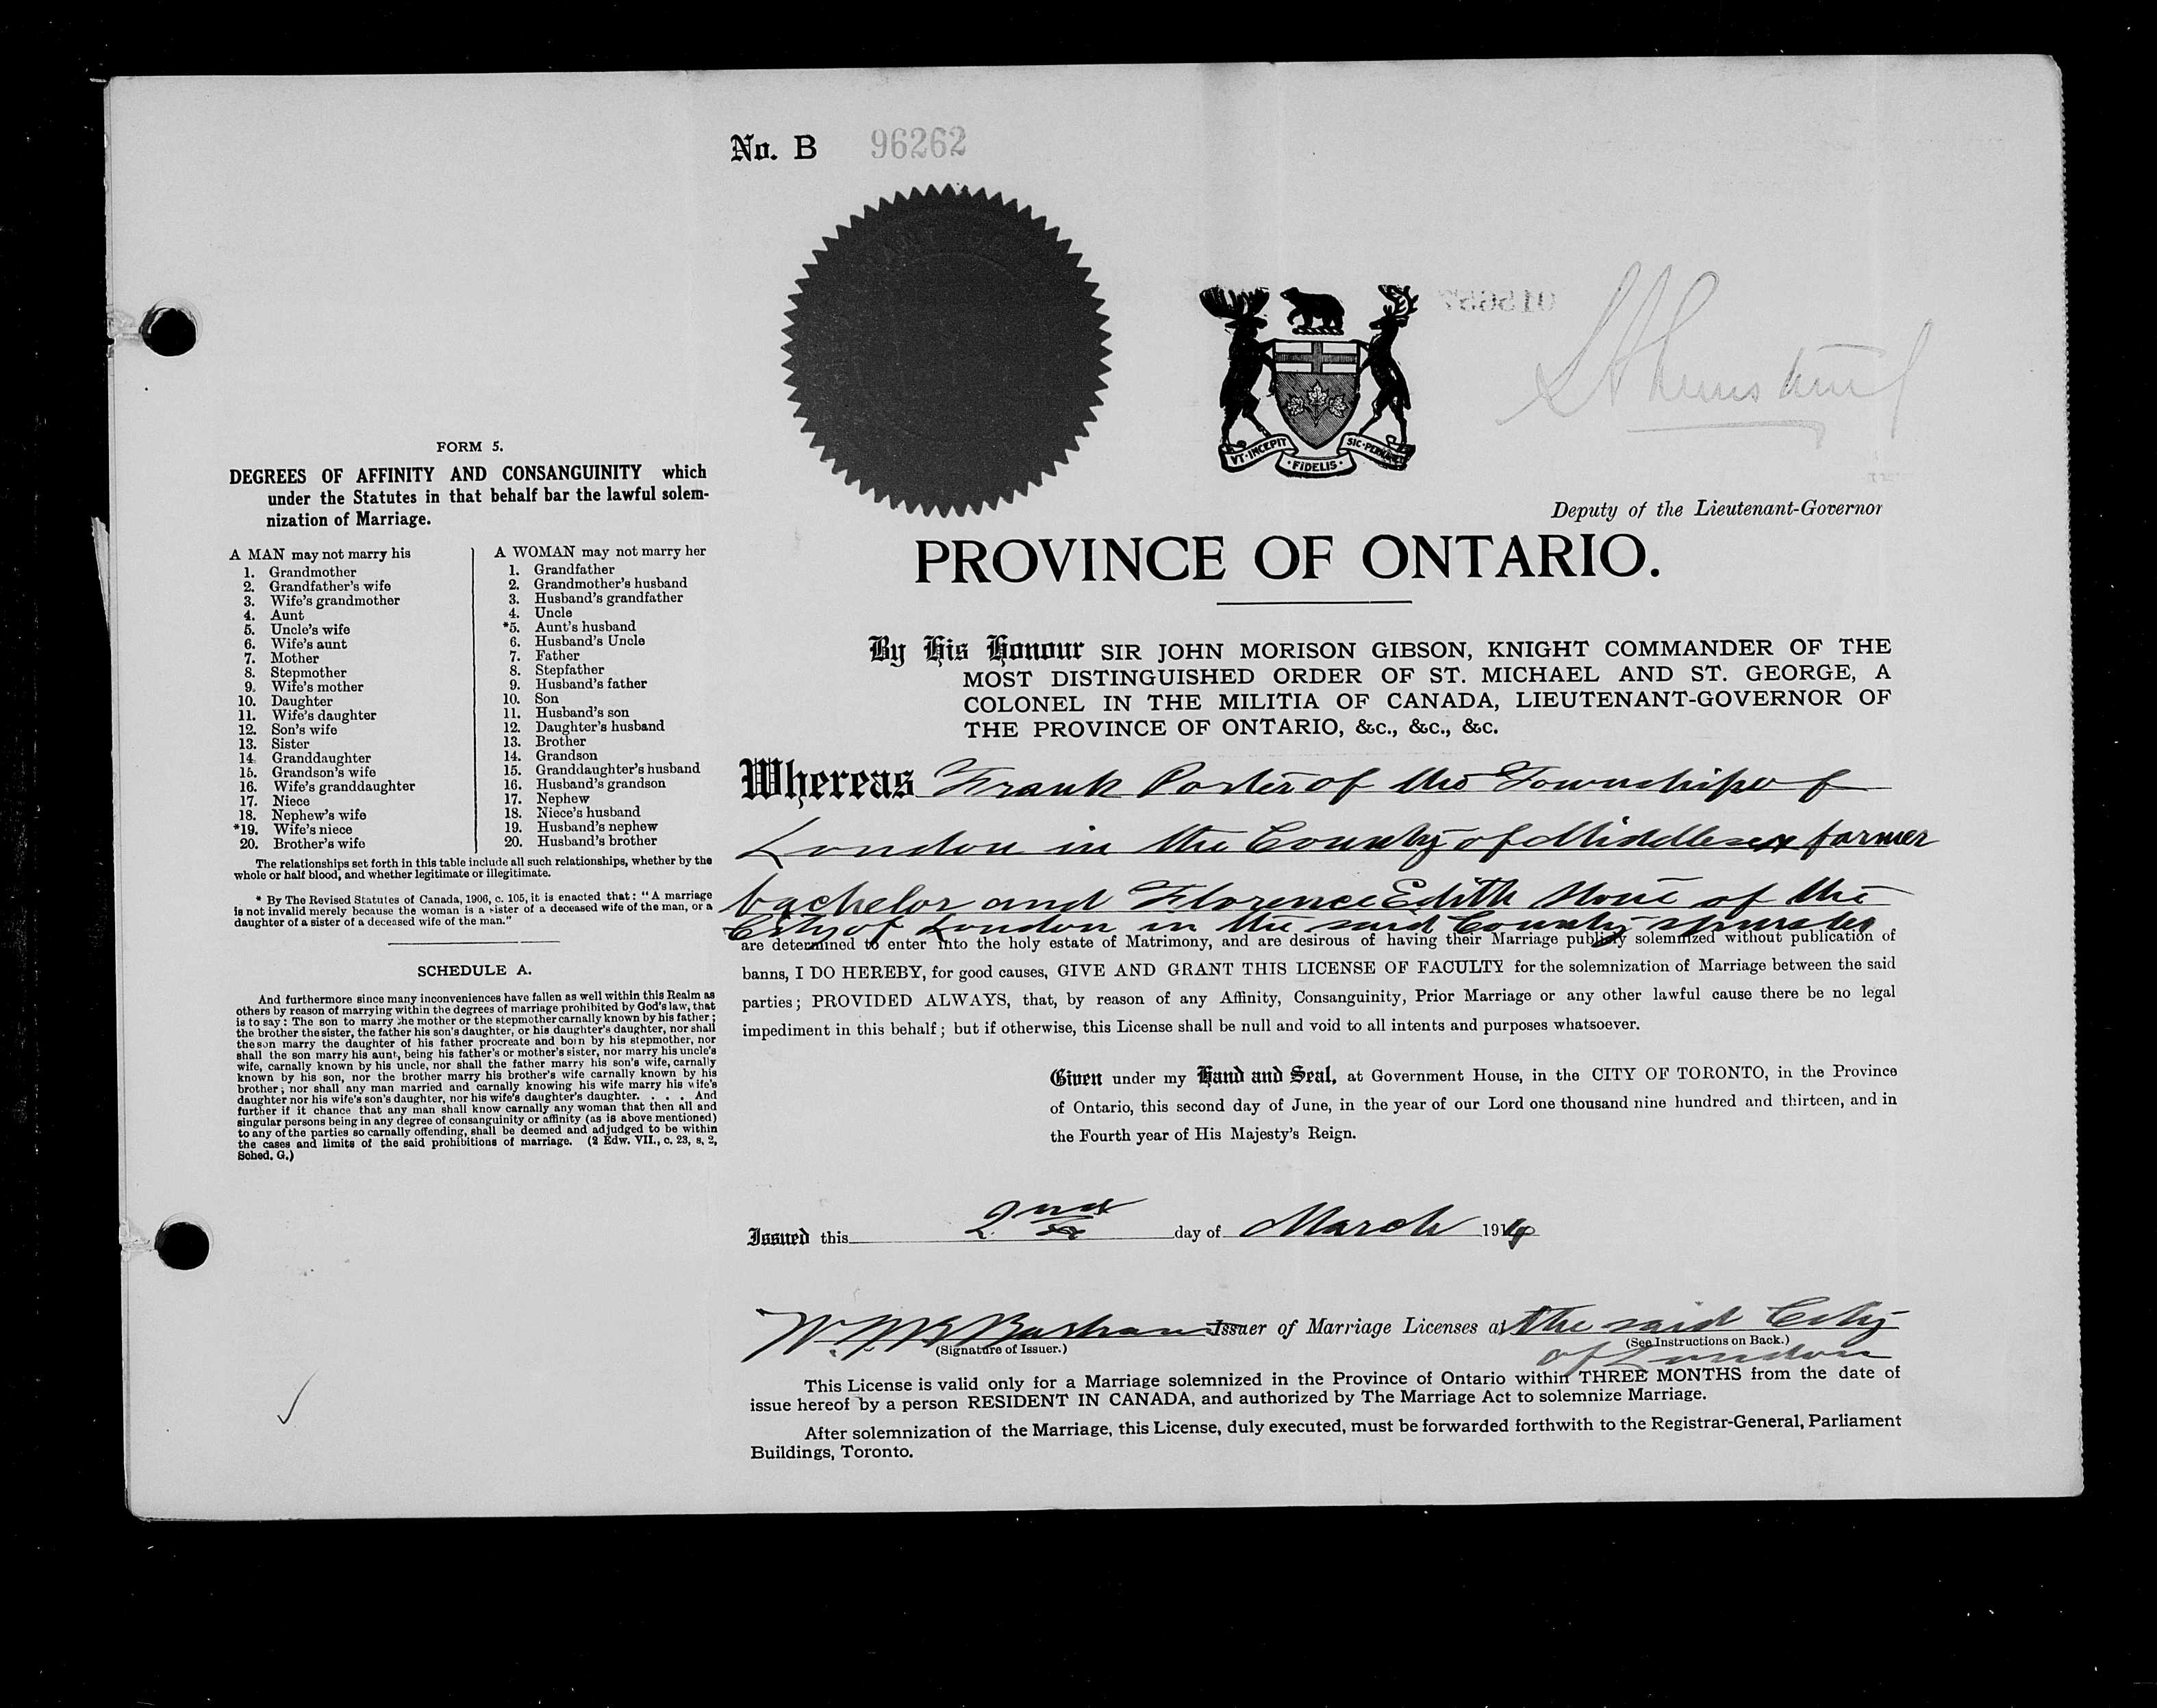 No. B 96262
VT·INCEPIT ·FIDELIS· SIC·PERMANET
Deputy of the Lieutenant-Governor
PROVINCE OF ONTARIO.
By His Honour SIR JOHN MORISON GIBSON, KNIGHT COMMANDER OF THE
MOST DISTINGUISHED ORDER OF ST. MICHAEL AND ST. GEORGE, A
COLONEL IN THE MILITIA OF CANADA, LIEUTENANT-GOVERNOR OF
THE PROVINCE OF ONTARIO, &c., &c., &c.
Whereas Frank Porter of the Township of
London in the County of Middlesex farmer
bachelor and Florence Edith of the
City of London in the said County spinster
are determined to enter into the holy estate of Matrimony, and are desirous of having their Marriage publicly solemnized without publication of
banns, I DO HEREBY, for good causes, GIVE AND GRANT THIS LICENSE OF FACULTY for the solemnization of Marriage between the said
parties; PROVIDED ALWAYS, that, by reason of any Affinity, Consanguinity, Prior Marriage or any other lawful cause there be no legal
impediment in this behalf; but if otherwise, this License shall be null and void to all intents and purposes whatsoever.
Given under my Hand and Seal, at Government House, in the CITY OF TORONTO, in the Province
of Ontario, this second day of June, in the year of our Lord one thousand nine hundred and thirteen, and in
the Fourth year of His Majesty's Reign.
Issued this 2nd day of March 1914
Issuer of Marriage Licenses at the said City
(Signature of Issuer.) (See Instructions on Back.)
of London
This License is valid only for a Marriage solemnized in the Province of Ontario within THREE MONTHS from the date of
issue hereof by a person RESIDENT IN CANADA, and authorized by The Marriage Act to solemnize Marriage.
After solemnization of the Marriage, this License, duly executed, must be forwarded forthwith to the Registrar-General, Parliament
Buildings, Toronto.
FORM 5.
DEGREES OF AFFINITY AND CONSANGUINITY which
under the Statutes in that behalf bar the lawful solem-
nization of Marriage.
A MAN may not marry his
1. Grandmother
2. Grandfather's wife
3. Wife's grandmother
4. Aunt
5. Uncle's wife
6. Wife's aunt
7. Mother
8. Stepmother
9. Wife's mother
10. Daughter
11. Wife's daughter
12. Son's wife
13. Sister
14. Granddaughter
15. Grandson's wife
16. Wife's granddaughter
17. Niece
18. Nephew's wife
*19. Wife's niece
20. Brother's wife
A WOMAN may not marry her
1. Grandfather
2. Grandmother's husband
3. Husband's grandfather
4. Uncle
*5. Aunt's husband
6. Husband's Uncle
7. Father
8. Stepfather
9. Husband's father
10. Son
11. Husband's son
12. Daughter's husband
13. Brother
14. Grandson
15. Granddaughter's husband
16. Husband's grandson
17. Nephew
18. Niece's husband
19. Husband's nephew
20. Husband's brother
The relationships set forth in this table include all such relationships, whether by the
whole or half blood, and whether legitimate or illegitimate.
* By The Revised Statutes of Canada, 1906, c. 105, it is enacted that: "A marriage
is not invalid merely because the woman is a sister of a deceased wife of the man, or a
daughter of a sister of a deceased wife of the man."
SCHEDULE A.
And furthermore since many inconveniences have fallen as well within this Realm as
others by reason of marrying within the degrees of marriage prohibited by God's law, that
is to say: The son to marry the mother or the stepmother carnally known by his father;
the brother the sister, the father his son's daughter, or his daughter's daughter, nor shall
the son marry the daughter of his father procreate and born by his stepmother, nor
shall the son marry his aunt, being his father's or mother's sister, nor marry his uncle's
wife, carnally known by his uncle, nor shall the father marry his son's wife, carnally
known by his son, nor the brother marry his brother's wife carnally known by his
brother; nor shall any man married and carnally knowing his wife marry his wife's
daughter nor his wife's son's daughter, nor his wife's daughter's daughter. . . . And
further if it chance that any man shall know carnally any woman that then all and
singular persons being in any degree of consanguinity or affinity (as is above mentioned)
to any of the parties so carnally offending, shall be deemed and adjudged to be within
the cases and limits of the said prohibitions of marriage. (2 Edw. VII., c. 23, s. 2,
Sched. G.)